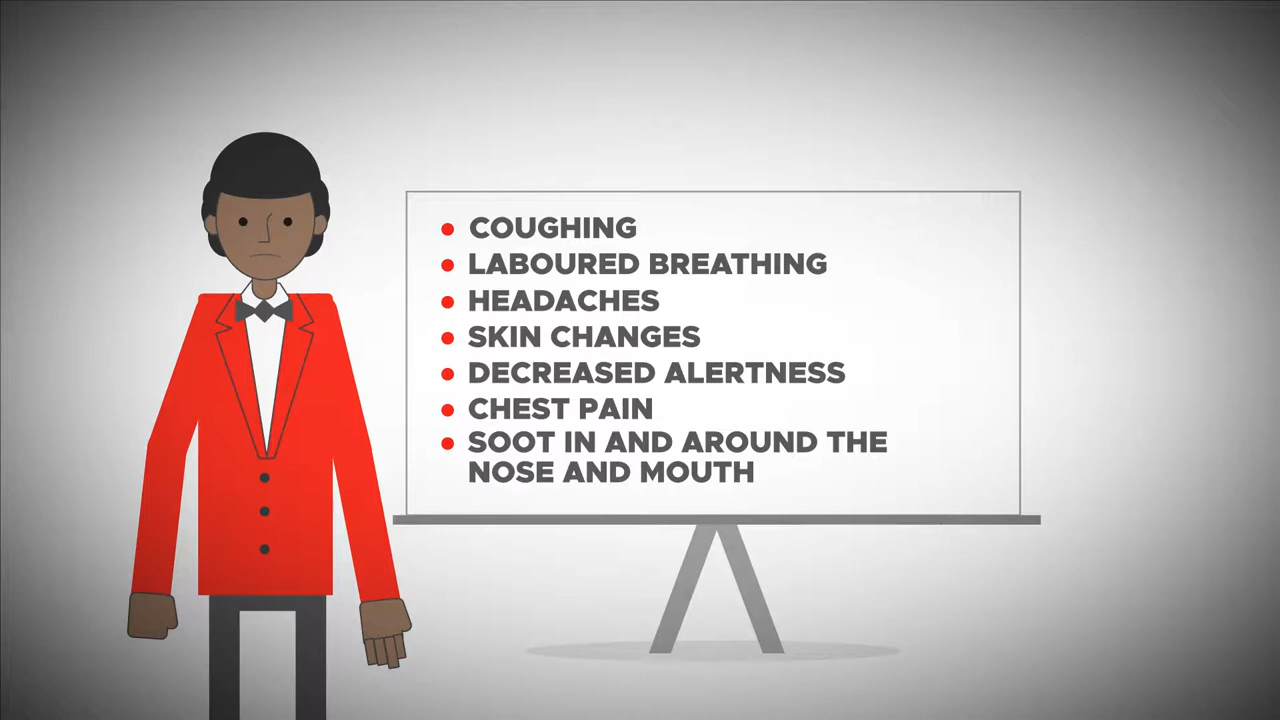 COUGHING
LABOURED BREATHING
HEADACHES
SKIN CHANGES
DECREASED ALERTNESS
CHEST PAIN
SOOT IN AND AROUND THE
NOSE AND MOUTH